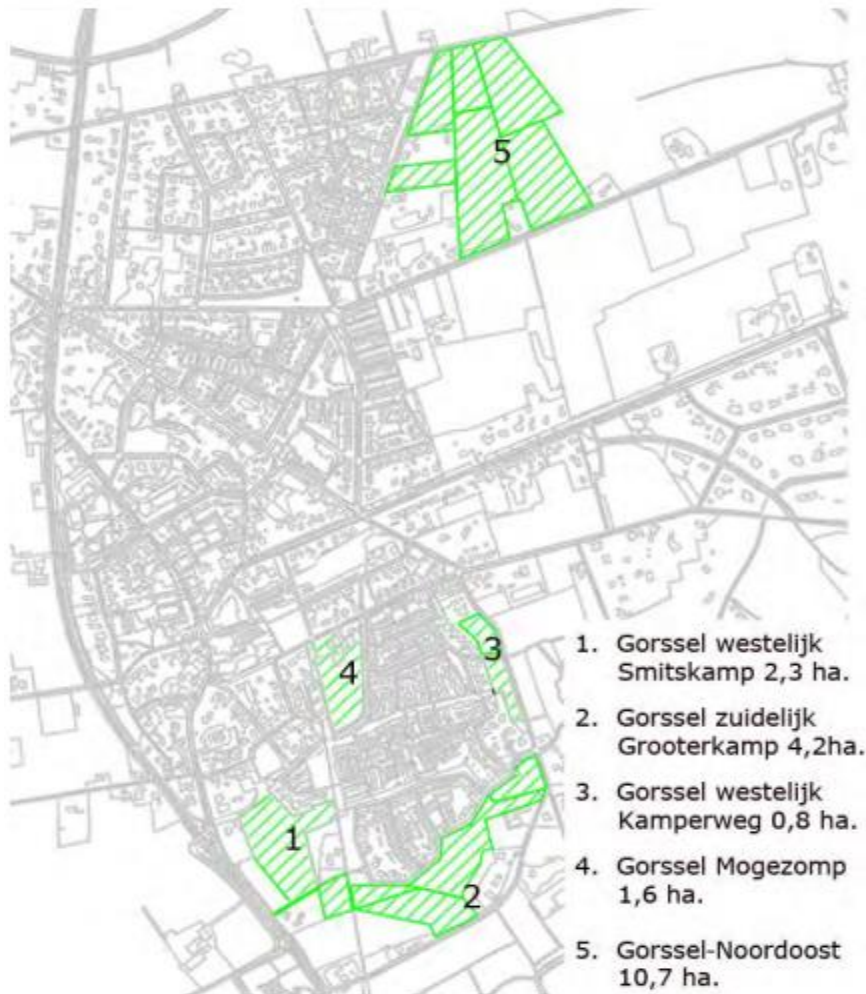 5
4
3
1
2
1. Gorssel westelijk
Smitskamp 2,3 ha.
2. Gorssel zuidelijk
Grooterkamp 4,2ha.
3. Gorssel westelijk
Kamperweg 0,8 ha.
4. Gorssel Mogezomp
1,6 ha.
5. Gorssel-Noordoost
10,7 ha.